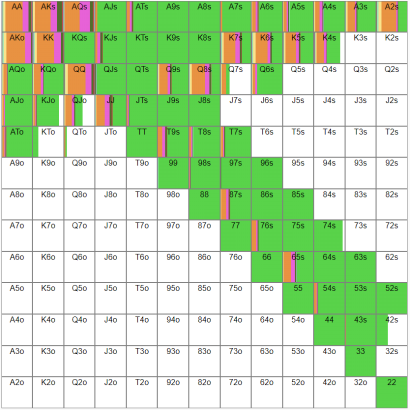 AA AKs AQs AJs ATs A9s A8s A7s A6s A5s A4s A3s A2s
AKo KK KQs KJs KTs K9s K8s K7s K6s K5s K4s K3s K2s
AQo KQo QQ QJs QTs Q9s Q8s Q7s Q6s Q5s Q4s Q3s Q2s
AJo KJo QJo JJ JTs J9s J8s J7s J6s J5s J4s J3s J2s
ATo KTo QTo JTo TT T9s T8s T7s T6s T5s T4s T3s T2s
A9o K9o Q9o J9o T9o 99 98s 97s 96s 95s 94s 93s 92s
A8o K8o Q8o J8o T8o 98o 88 87s 86s 85s 84s 83s 82s
A7o K7o Q7o J7o T7o 97o 87o 77 76s 75s 74s 73s 72s
A6o K6o Q6o J6o T6o 96o 86o 76o 66 65s 64s 63s 62s
A5o K5o Q5o J5o T5o 95o 85o 75o 65o 55 54s 53s 52s
A4o K4o Q4o J4o T4o 94o 84o 74o 64o 54o 44 43s 42s
A3o K3o Q3o J3o T3o 93o 83o 73o 63o 53o 43o 33 32s
A2o K2o Q2o J2o T2o 92o 82o 72o 62o 52o 42o 32o 22